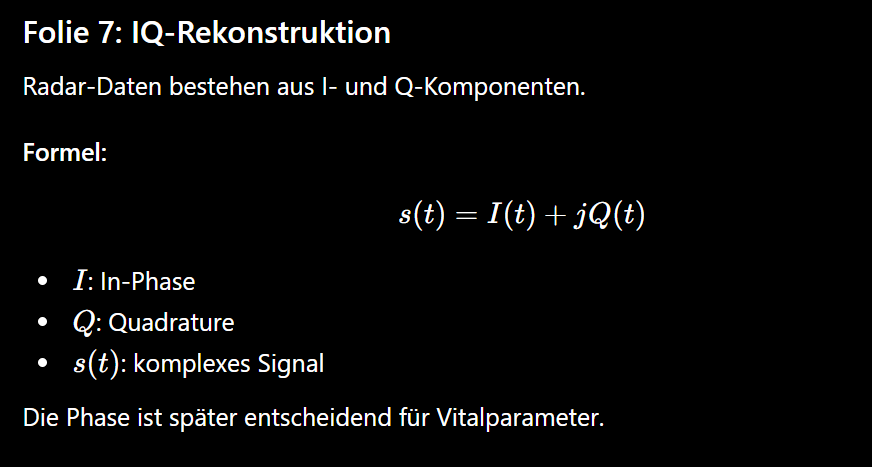 Folie 7: IQ-Rekonstruktion
Radar-Daten bestehen aus I- und Q-Komponenten.
Formel:
s(t) = I(t) + jQ(t)
• I: In-Phase
• Q: Quadrature
• s(t): komplexes Signal
Die Phase ist später entscheidend für Vitalparameter.